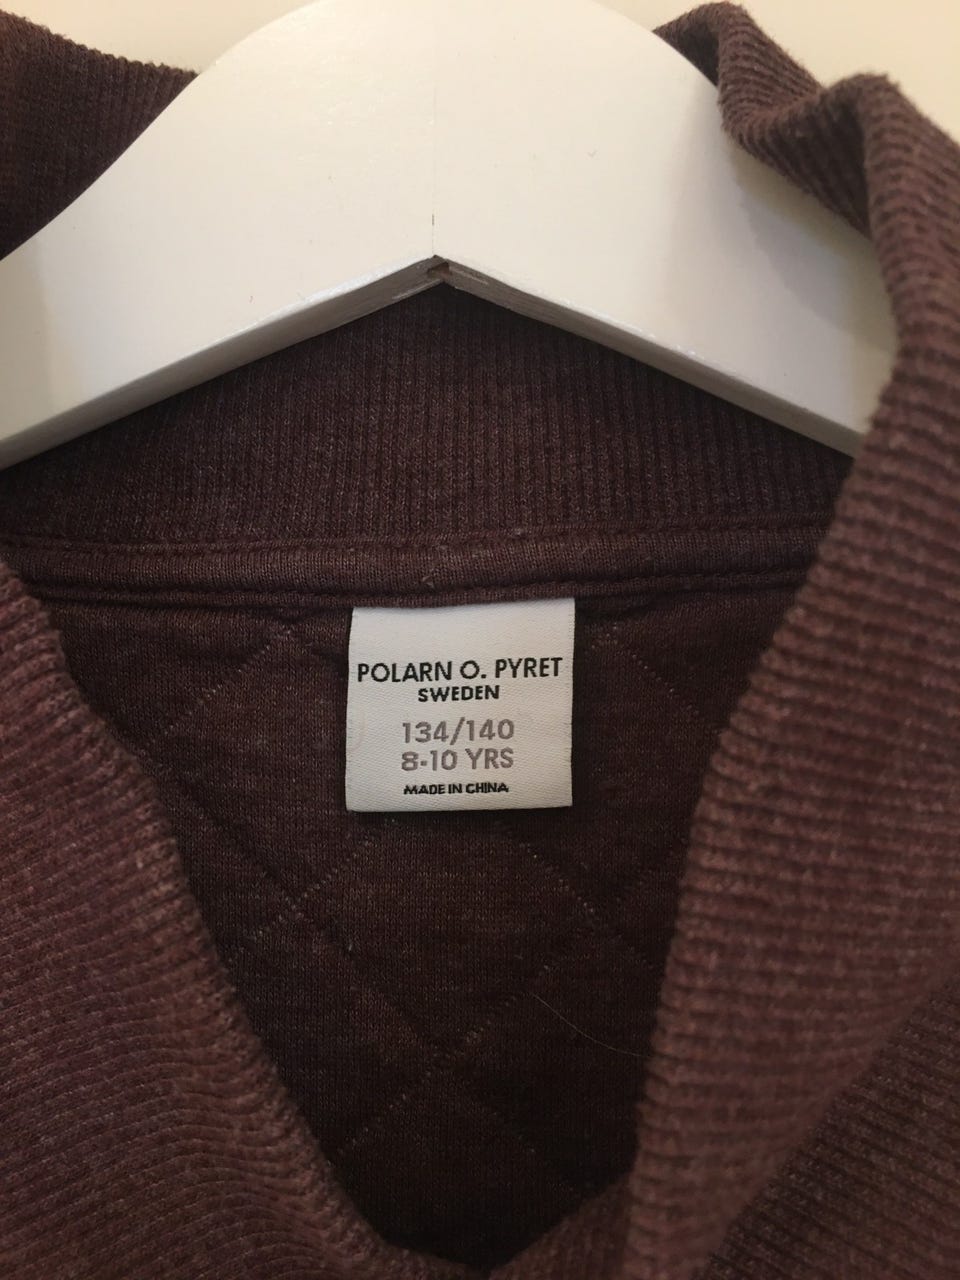 POLARN O. PYRET
SWEDEN
134/140
8-10 YRS
MADE IN CHINA